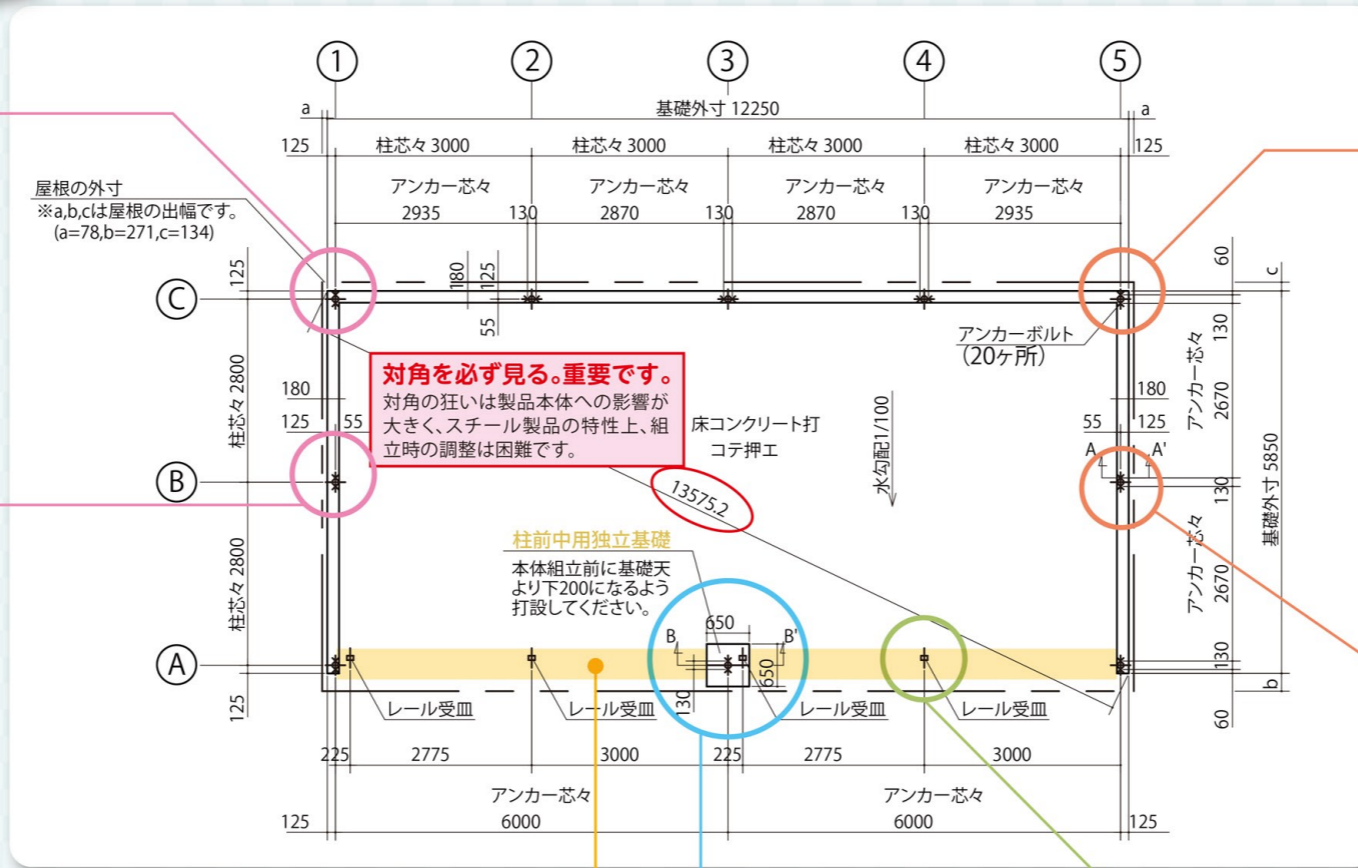 ① ② ③ ④ ⑤
a 基礎外寸 12250 a
125 柱芯々 3000 柱芯々 3000 柱芯々 3000 柱芯々 3000 125
屋根の外寸
※a,b,cは屋根の出幅です。
(a=78,b=271,c=134)
アンカー芯々 アンカー芯々 アンカー芯々 アンカー芯々
2935 130 2870 130 2870 130 2935
125 180 125 60 c
Ⓒ
55 130
アンカーボルト
(20ヶ所)
柱芯々 2800
アンカー芯々
2670
対角を必ず見る。重要です。
対角の狂いは製品本体への影響が
大きく、スチール製品の特性上、組
立時の調整は困難です。
180 180
125 55 55 125
床コンクリート打
コテ押エ
水勾配1/100
A A'
Ⓑ
13575.2
130
基礎外寸 5850
柱芯々 2800
アンカー芯々
2670
柱前中用独立基礎
本体組立前に基礎天
より下200になるよう
打設してください。
650
B B'
Ⓐ
650
130
130
b
125 60
レール受皿 レール受皿 レール受皿 レール受皿
225 2775 3000 225 2775 3000
アンカー芯々 アンカー芯々
125 6000 6000 125